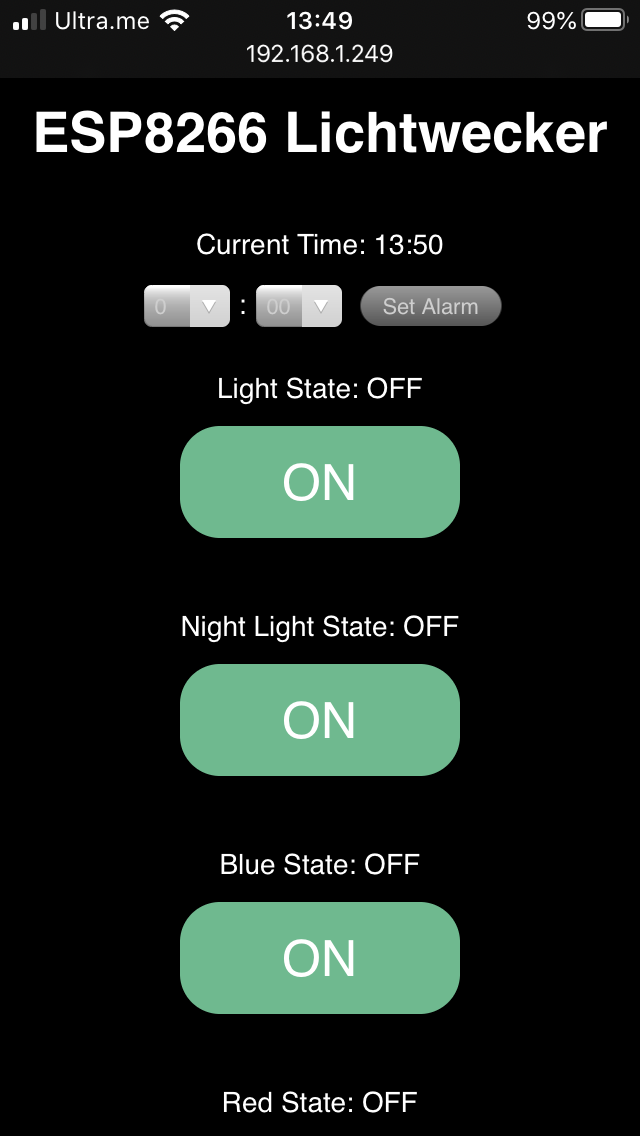 Ultra.me 13:49 99%
192.168.1.249
ESP8266 Lichtwecker
Current Time: 13:50
0 : 00 Set Alarm
Light State: OFF
ON
Night Light State: OFF
ON
Blue State: OFF
ON
Red State: OFF